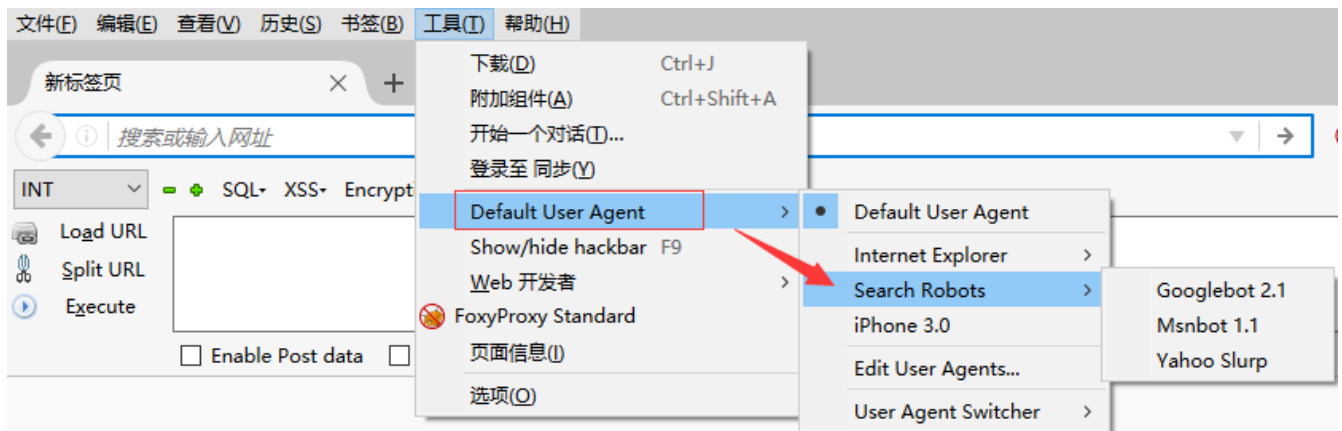 文件(F) 编辑(E) 查看(V) 历史(S) 书签(B) 工具(T) 帮助(H)
新标签页
搜索或输入网址
INT SQL XSS Encrypt
Load URL
Split URL
Execute
Enable Post data
下载(D) Ctrl+J
附加组件(A) Ctrl+Shift+A
开始一个对话(T)...
登录至 同步(Y)
Default User Agent
Show/hide hackbar F9
Web 开发者
FoxyProxy Standard
页面信息(I)
选项(O)
Default User Agent
Internet Explorer
Search Robots
iPhone 3.0
Edit User Agents...
User Agent Switcher
Googlebot 2.1
Msnbot 1.1
Yahoo Slurp